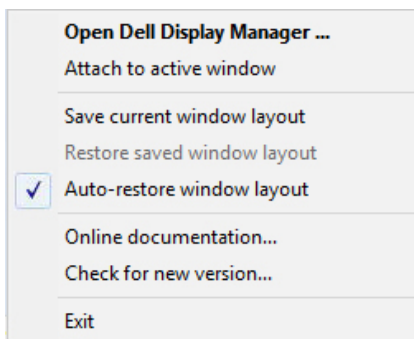 Open Dell Display Manager ...
Attach to active window
Save current window layout
Restore saved window layout
Auto-restore window layout
Online documentation...
Check for new version...
Exit